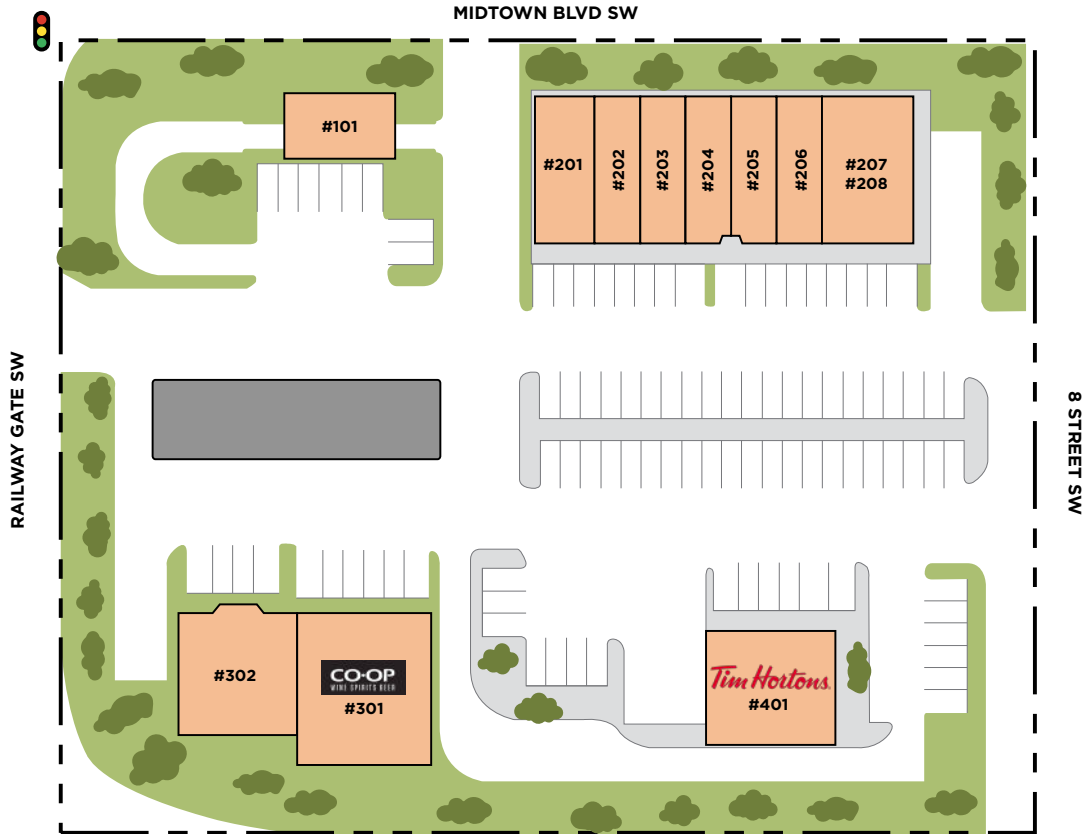 MIDTOWN BLVD SW
#101
#201
#202
#203
#204
#205
#206
#207
#208
RAILWAY GATE SW
8 STREET SW
#302
CO-OP
WINE SPIRITS BEER
#301
Tim Hortons
#401